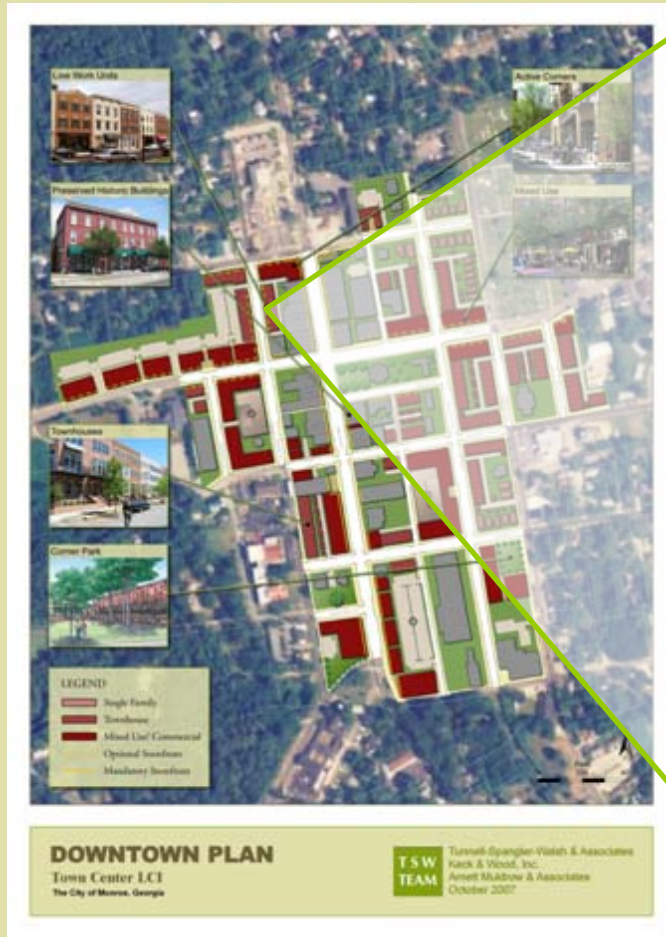 Live Work Units
Active Corners
Preserved Historic Buildings
Mixed Use
Townhouses
Corner Park
LEGEND
Single Family
Townhouse
Mixed Use/ Commercial
Optional Storefront
Mandatory Storefront
DOWNTOWN PLAN
Town Center LCI
The City of Monroe, Georgia
TSW
TEAM
Tunnell-Spangler-Walsh & Associates
Keck & Wood, Inc.
Arnett Muldrow & Associates
October 2007